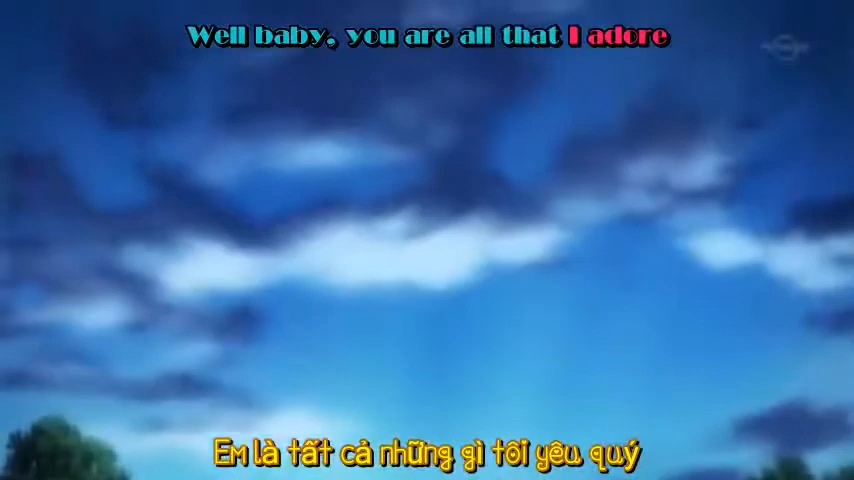 Well baby, you are all that I adore
Em là tất cả những gì tôi yêu quý